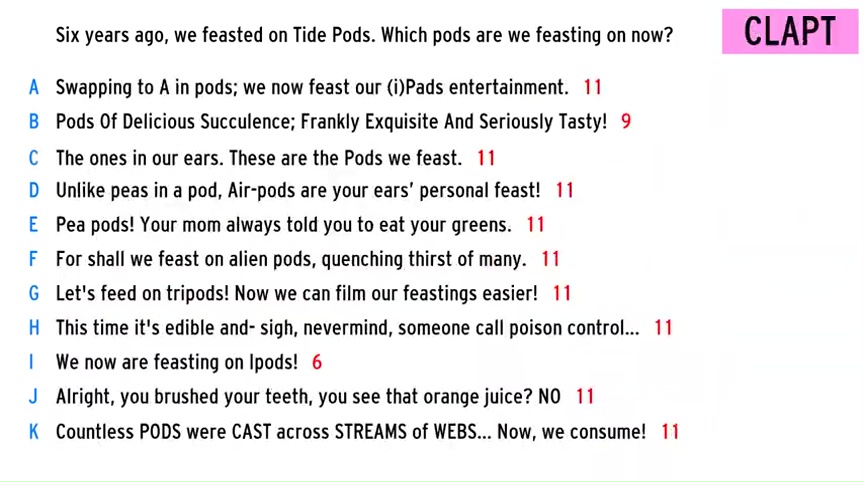 Six years ago, we feasted on Tide Pods. Which pods are we feasting on now?
CLAPT
A Swapping to A in pods; we now feast our (i)Pads entertainment. 11
B Pods Of Delicious Succulence; Frankly Exquisite And Seriously Tasty! 9
C The ones in our ears. These are the Pods we feast. 11
D Unlike peas in a pod, Air-pods are your ears’ personal feast! 11
E Pea pods! Your mom always told you to eat your greens. 11
F For shall we feast on alien pods, quenching thirst of many. 11
G Let's feed on tripods! Now we can film our feastings easier! 11
H This time it's edible and- sigh, nevermind, someone call poison control... 11
I We now are feasting on Ipods! 6
J Alright, you brushed your teeth, you see that orange juice? NO 11
K Countless PODS were CAST across STREAMS of WEBS... Now, we consume! 11